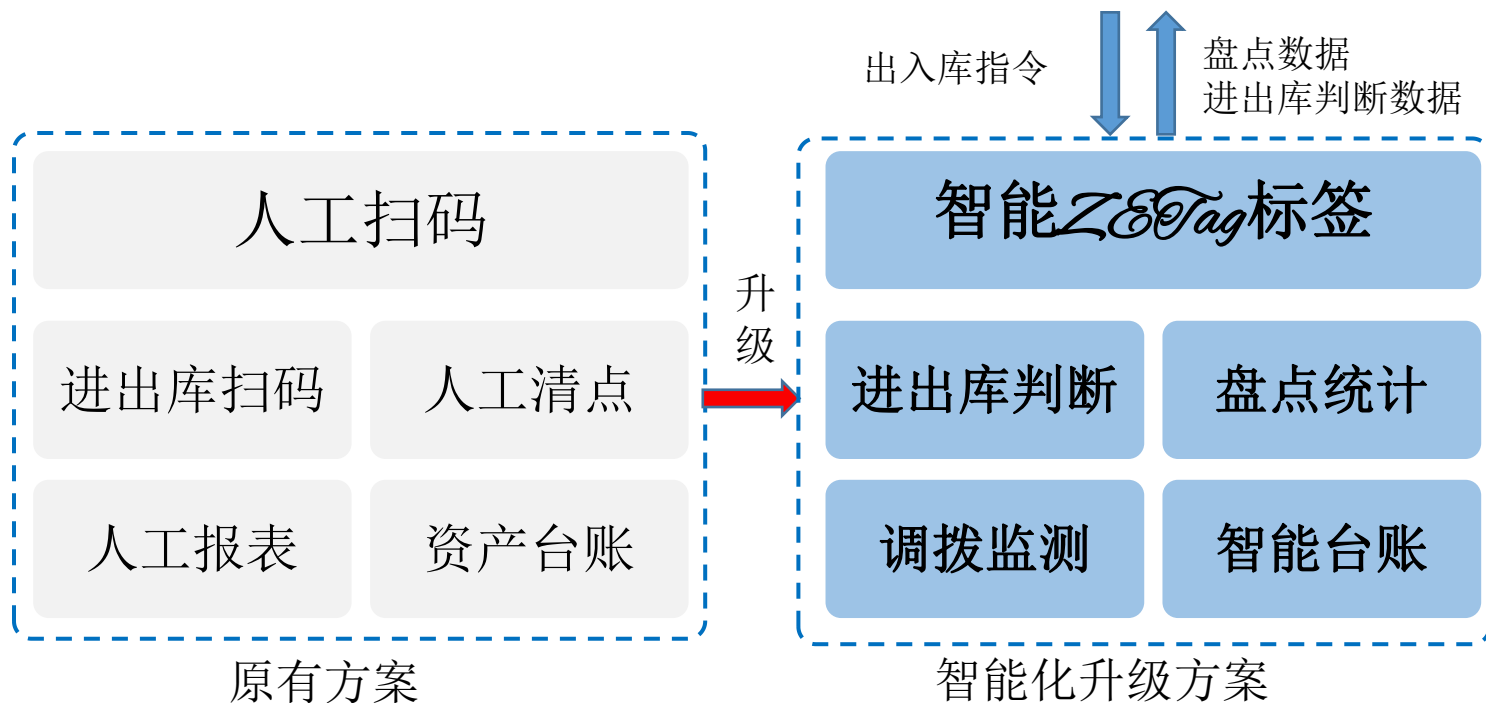 出入库指令
盘点数据
进出库判断数据
人工扫码
进出库扫码
人工清点
人工报表
资产台账
原有方案
升
级
智能ZETag标签
进出库判断
盘点统计
调拨监测
智能台账
智能化升级方案